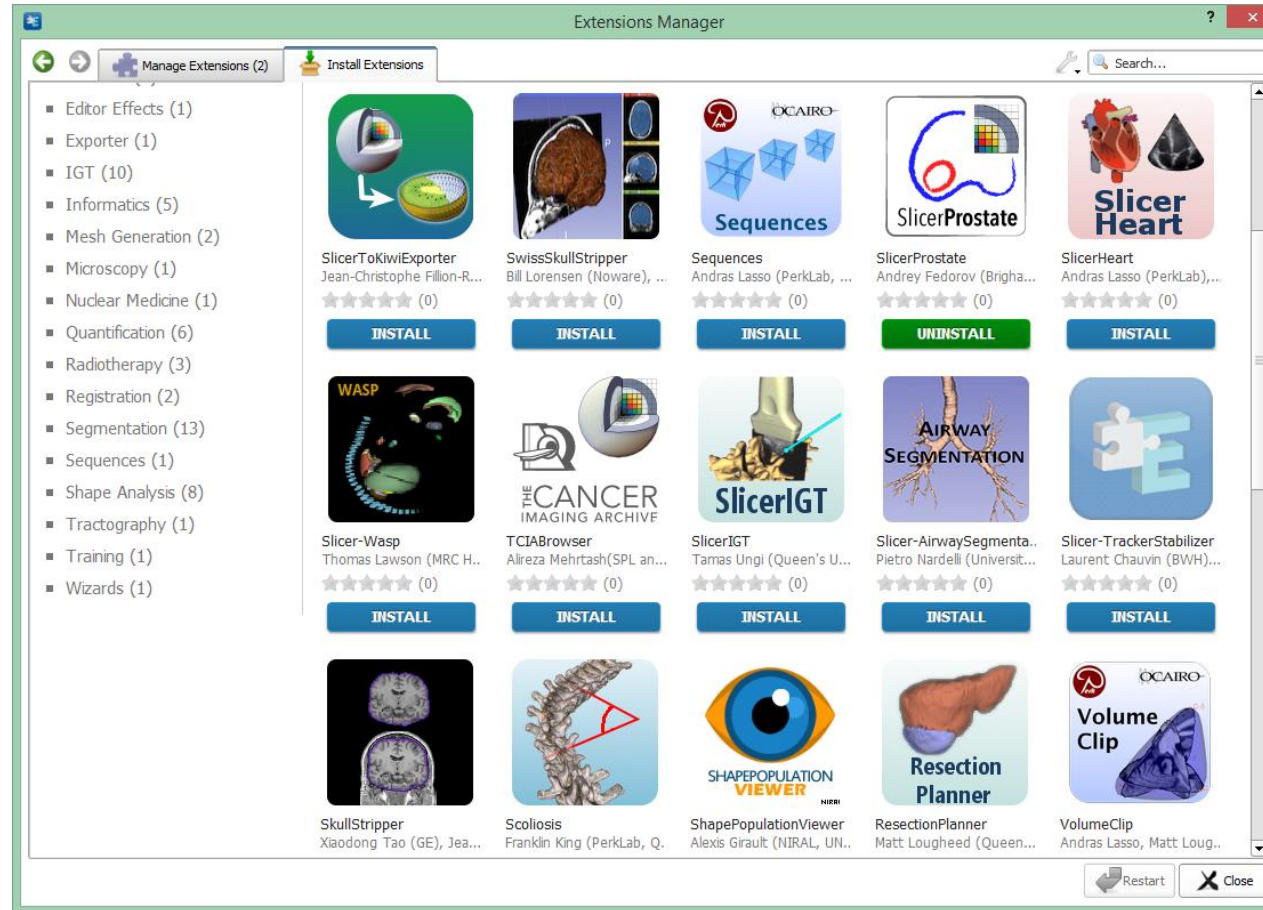 Extensions Manager
?
Manage Extensions (2)
Install Extensions
Search...
Editor Effects (1)
Exporter (1)
IGT (10)
Informatics (5)
Mesh Generation (2)
Microscopy (1)
Nuclear Medicine (1)
Quantification (6)
Radiotherapy (3)
Registration (2)
Segmentation (13)
Sequences (1)
Shape Analysis (8)
Tractography (1)
Training (1)
Wizards (1)
OCAIRO
Sequences
SlicerProstate
Slicer
Heart
SlicerToKiwiExporter
Jean-Christophe Fillion-R...
(0)
INSTALL
SwissSkullStripper
Bill Lorensen (Noware), ...
(0)
INSTALL
Sequences
Andras Lasso (PerkLab, ...
(0)
INSTALL
SlicerProstate
Andrey Fedorov (Brigha...
(0)
UNINSTALL
SlicerHeart
Andras Lasso (PerkLab),...
(0)
INSTALL
WASP
THE
CANCER
IMAGING ARCHIVE
SlicerIGT
AIRWAY
SEGMENTATION
E
Slicer-Wasp
Thomas Lawson (MRC H..
(0)
INSTALL
TCIABrowser
Alireza Mehrtash(SPL an...
(0)
INSTALL
SlicerIGT
Tamas Ungi (Queen's U...
(0)
INSTALL
Slicer-AirwaySegmenta..
Pietro Nardelli (Universit...
(0)
INSTALL
Slicer-TrackerStabilizer
Laurent Chauvin (BWH)...
(0)
INSTALL
SHAPEPOPULATION
VIEWER
NIRAL
Resection
Planner
OCAIRO
Volume
Clip
SkullStripper
Xiaodong Tao (GE), Jea...
Scoliosis
Franklin King (PerkLab, Q.
ShapePopulationViewer
Alexis Girault (NIRAL, UN..
ResectionPlanner
Matt Lougheed (Queen...
VolumeClip
Andras Lasso, Matt Loug..
Restart
Close